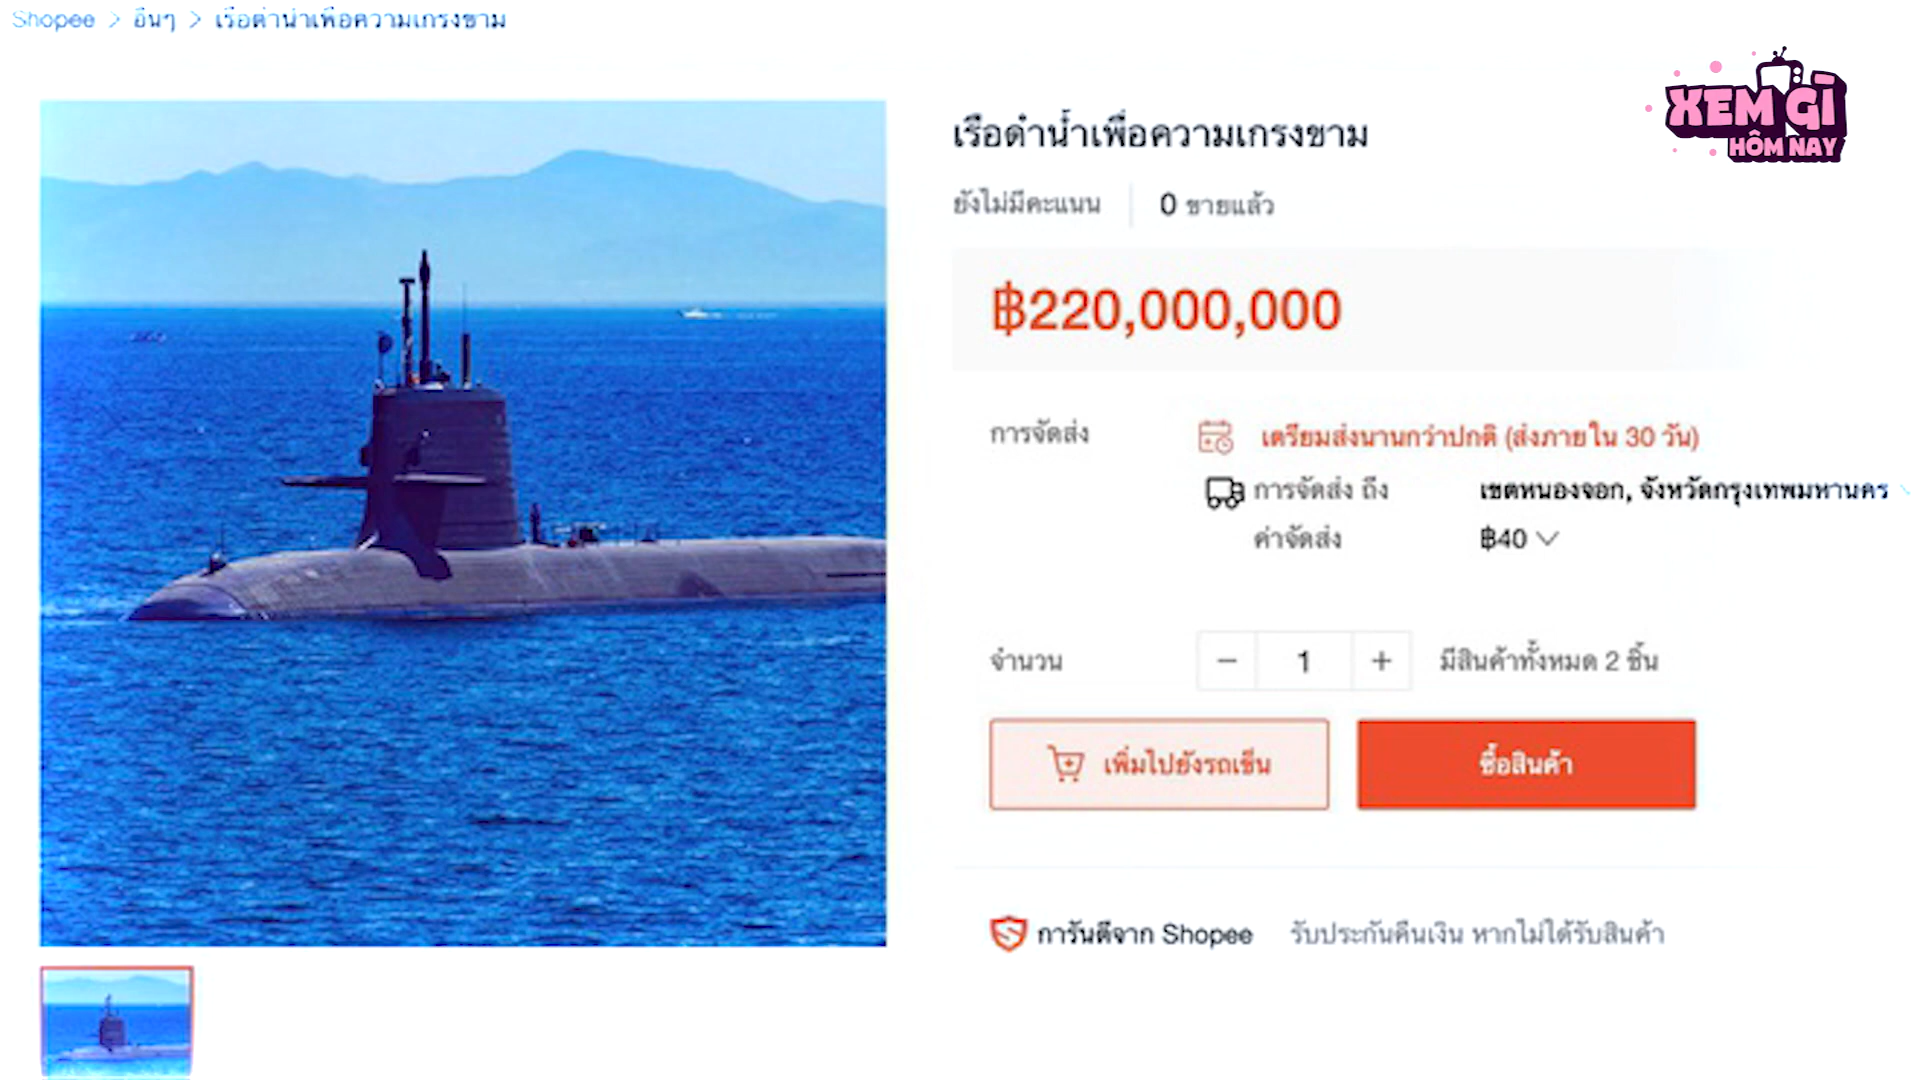 Shopee > อื่นๆ > เรือดำน้ำเพื่อความเกรงขาม
XEM GÌ
HÔM NAY
เรือดำน้ำเพื่อความเกรงขาม
ยังไม่มีคะแนน 0 ขายแล้ว
฿220,000,000
การจัดส่ง เตรียมส่งนานกว่าปกติ (ส่งภายใน 30 วัน)
การจัดส่ง ถึง เขตหนองจอก, จังหวัดกรุงเทพมหานคร
ค่าจัดส่ง ฿40
จำนวน − 1 + มีสินค้าทั้งหมด 2 ชิ้น
เพิ่มไปยังรถเข็น ซื้อสินค้า
การันตีจาก Shopee รับประกันคืนเงิน หากไม่ได้รับสินค้า